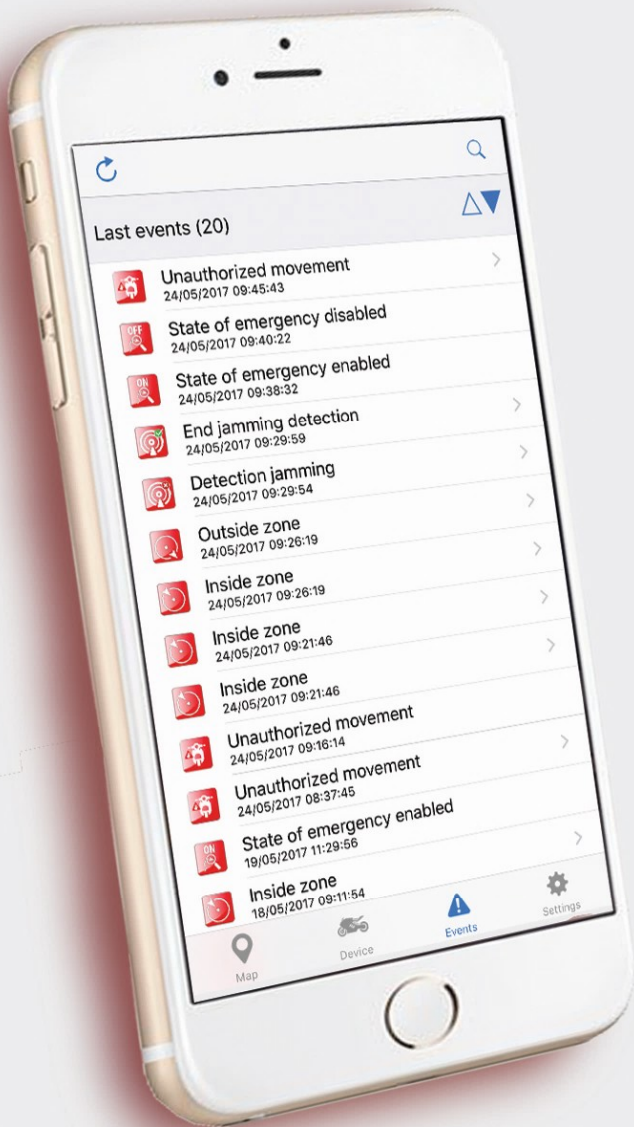 Last events (20)
Unauthorized movement
24/05/2017 09:45:43
OFF
State of emergency disabled
24/05/2017 09:40:22
ON
State of emergency enabled
24/05/2017 09:38:32
End jamming detection
24/05/2017 09:29:59
Detection jamming
24/05/2017 09:29:54
Outside zone
24/05/2017 09:26:19
Inside zone
24/05/2017 09:26:19
Inside zone
24/05/2017 09:21:46
Inside zone
24/05/2017 09:21:46
Unauthorized movement
24/05/2017 09:16:14
Unauthorized movement
24/05/2017 08:37:45
ON
State of emergency enabled
19/05/2017 11:29:56
Inside zone
18/05/2017 09:11:54
Map
Device
Events
Settings